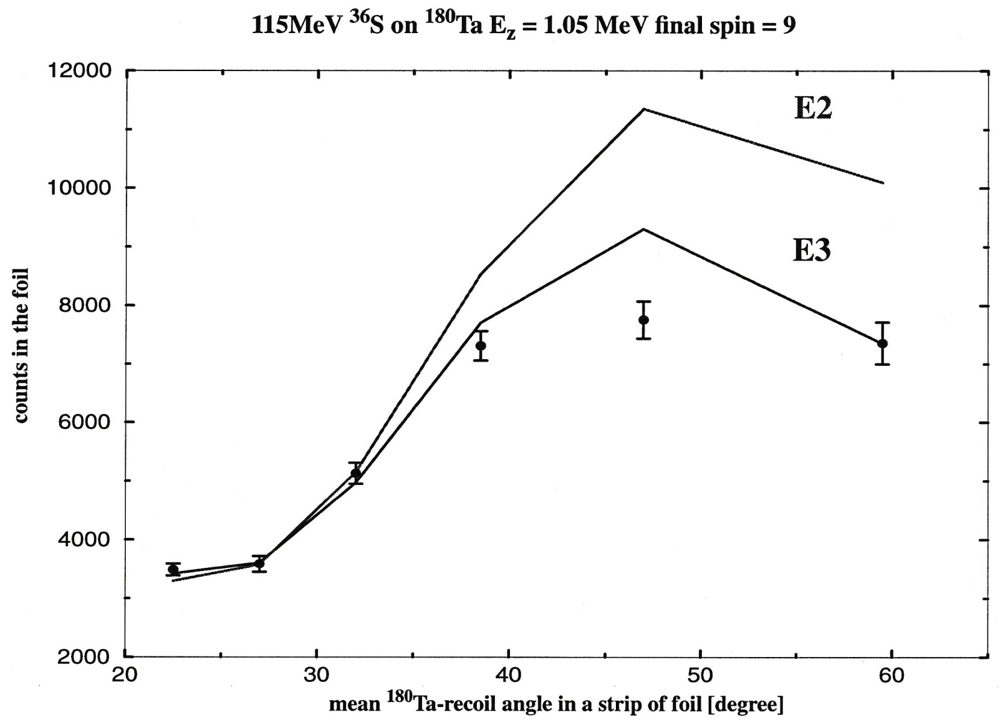 115MeV ³⁶S on ¹⁸⁰Ta E_z = 1.05 MeV final spin = 9
12000
10000
8000
6000
4000
2000
counts in the foil
E2
E3
20 30 40 50 60
mean ¹⁸⁰Ta-recoil angle in a strip of foil [degree]